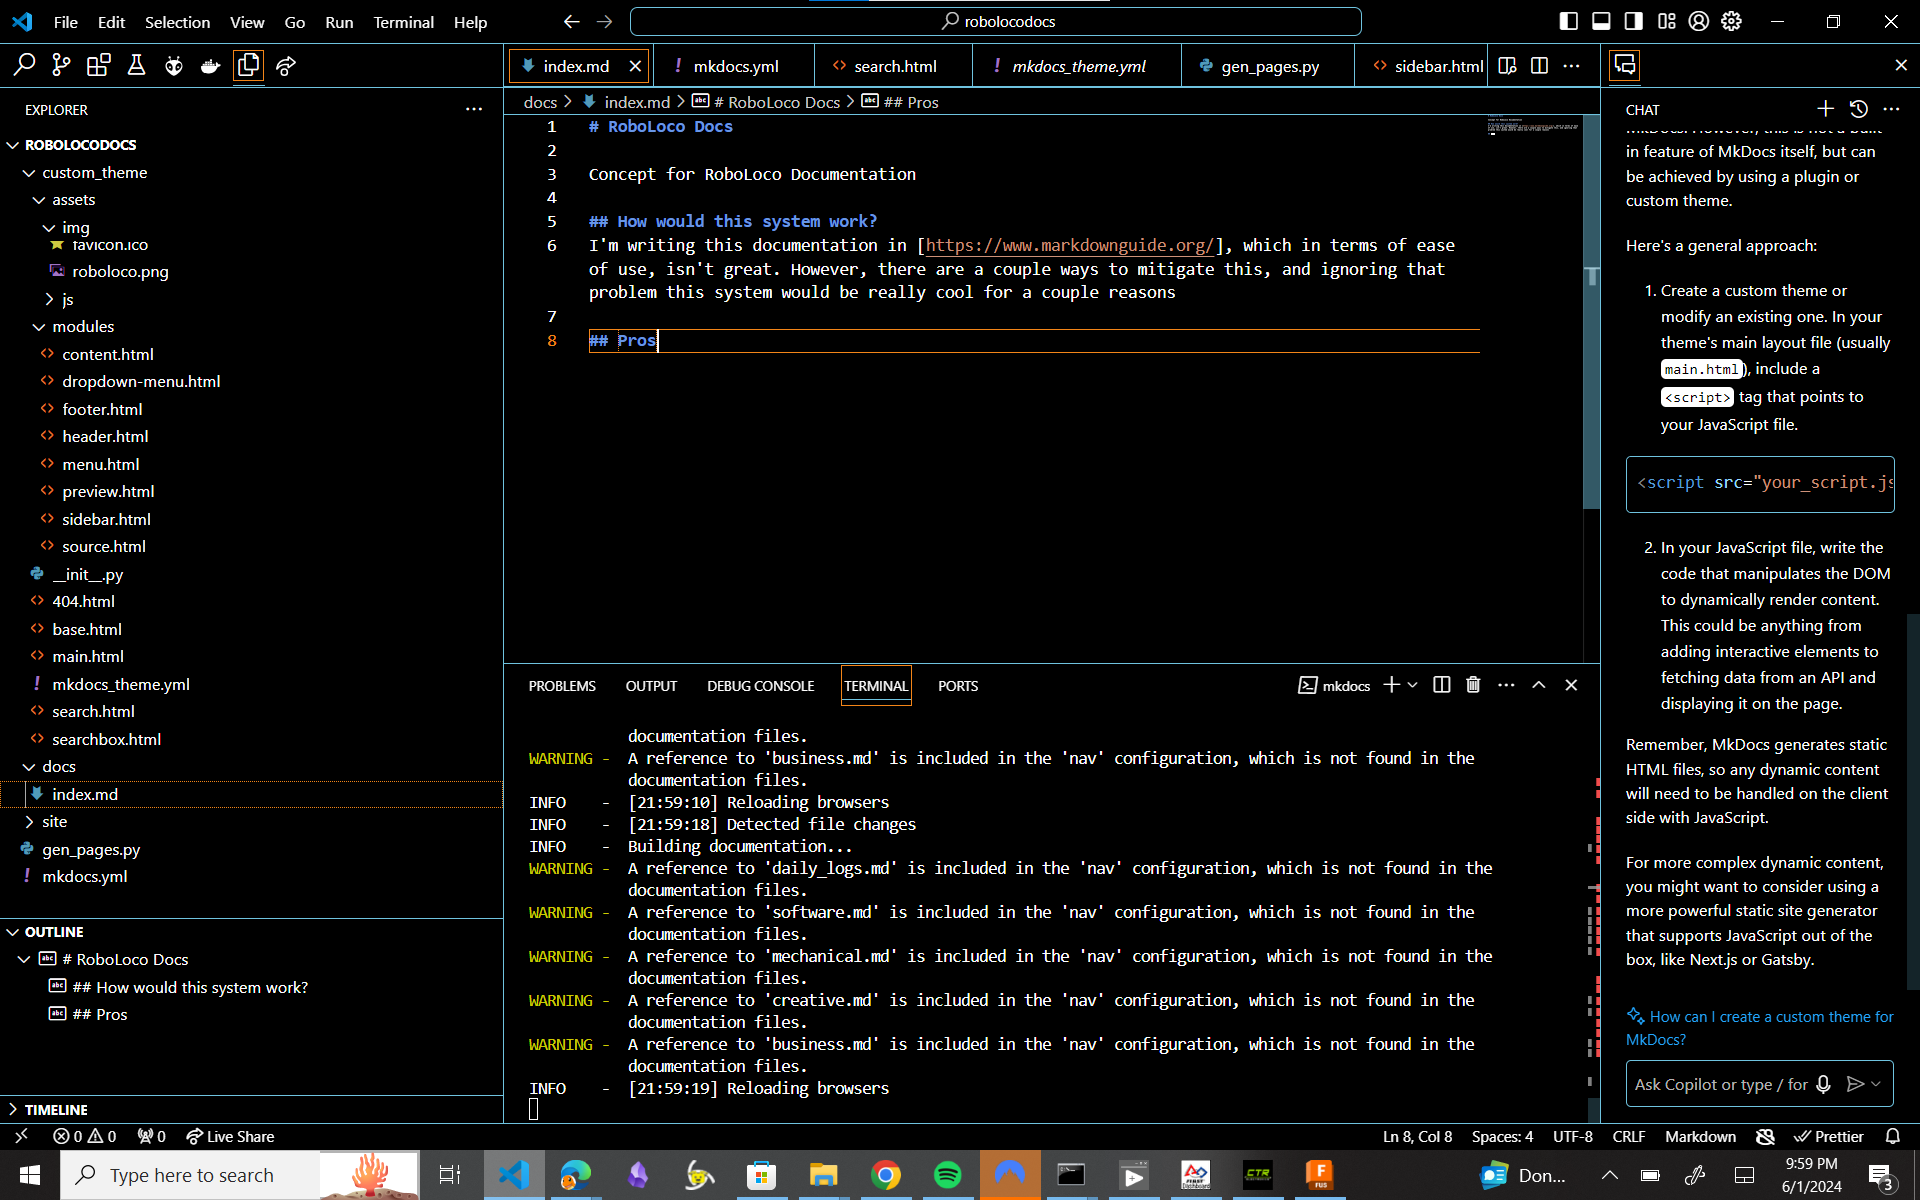 File Edit Selection View Go Run Terminal Help
robolocodocs
EXPLORER
ROBOLOCODOCS
custom_theme
assets
img
favicon.ico
roboloco.png
js
modules
content.html
dropdown-menu.html
footer.html
header.html
menu.html
preview.html
sidebar.html
source.html
__init__.py
404.html
base.html
main.html
mkdocs_theme.yml
search.html
searchbox.html
docs
index.md
site
gen_pages.py
mkdocs.yml
OUTLINE
# RoboLoco Docs
## How would this system work?
## Pros
TIMELINE
index.md mkdocs.yml search.html mkdocs_theme.yml gen_pages.py sidebar.html
docs > index.md > # RoboLoco Docs > ## Pros
1 # RoboLoco Docs
2
3 Concept for RoboLoco Documentation
4
5 ## How would this system work?
6 I'm writing this documentation in [https://www.markdownguide.org/], which in terms of ease
of use, isn't great. However, there are a couple ways to mitigate this, and ignoring that
problem this system would be really cool for a couple reasons
7
8 ## Pros
PROBLEMS OUTPUT DEBUG CONSOLE TERMINAL PORTS
mkdocs
documentation files.
WARNING - A reference to 'business.md' is included in the 'nav' configuration, which is not found in the
documentation files.
INFO - [21:59:10] Reloading browsers
INFO - [21:59:18] Detected file changes
INFO - Building documentation...
WARNING - A reference to 'daily_logs.md' is included in the 'nav' configuration, which is not found in the
documentation files.
WARNING - A reference to 'software.md' is included in the 'nav' configuration, which is not found in the
documentation files.
WARNING - A reference to 'mechanical.md' is included in the 'nav' configuration, which is not found in the
documentation files.
WARNING - A reference to 'creative.md' is included in the 'nav' configuration, which is not found in the
documentation files.
WARNING - A reference to 'business.md' is included in the 'nav' configuration, which is not found in the
documentation files.
INFO - [21:59:19] Reloading browsers
CHAT
MkDocs. However, this is not a built-
in feature of MkDocs itself, but can
be achieved by using a plugin or
custom theme.
Here's a general approach:
1. Create a custom theme or
modify an existing one. In your
theme's main layout file (usually
main.html), include a
<script> tag that points to
your JavaScript file.
<script src="your_script.js
2. In your JavaScript file, write the
code that manipulates the DOM
to dynamically render content.
This could be anything from
adding interactive elements to
fetching data from an API and
displaying it on the page.
Remember, MkDocs generates static
HTML files, so any dynamic content
will need to be handled on the client
side with JavaScript.
For more complex dynamic content,
you might want to consider using a
more powerful static site generator
that supports JavaScript out of the
box, like Next.js or Gatsby.
How can I create a custom theme for
MkDocs?
Ask Copilot or type / for
0 0 0 Live Share
Ln 8, Col 8 Spaces: 4 UTF-8 CRLF Markdown Prettier
Type here to search
CTR
F
Don...
9:59 PM
6/1/2024
3